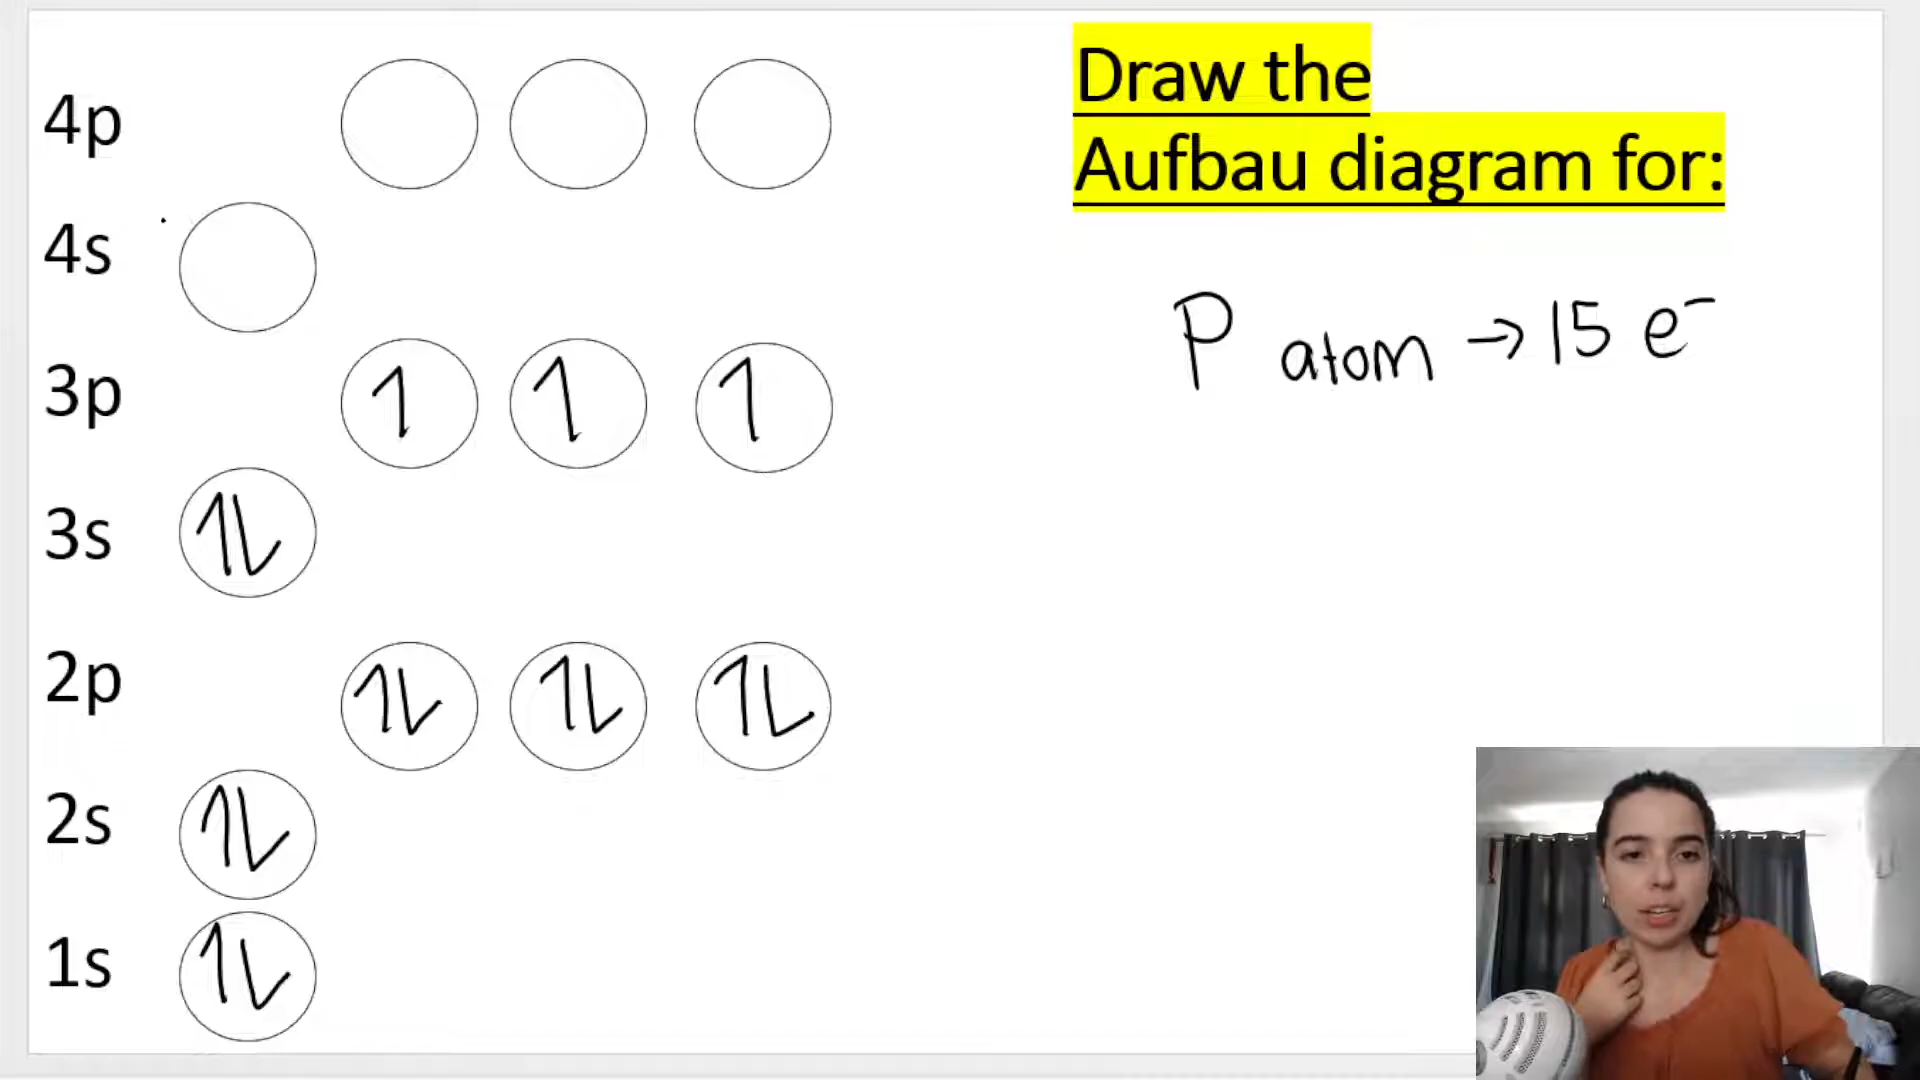 Draw the
Aufbau diagram for:
P atom → 15 e⁻
4p
4s
3p
3s
2p
2s
1s